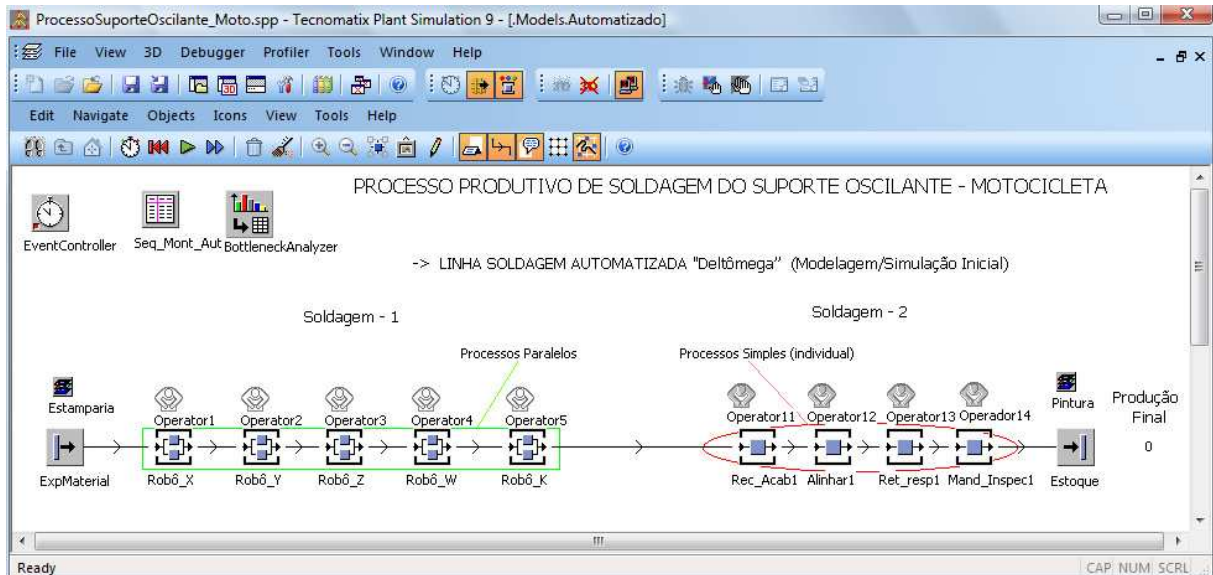 ProcessoSuporteOscilante_Moto.spp - Tecnomatix Plant Simulation 9 - [.Models.Automatizado]
File View 3D Debugger Profiler Tools Window Help
Edit Navigate Objects Icons View Tools Help
PROCESSO PRODUTIVO DE SOLDAGEM DO SUPORTE OSCILANTE - MOTOCICLETA
EventController Seq_Mont_Aut BottleneckAnalyzer
-> LINHA SOLDAGEM AUTOMATIZADA "Deltômega” (Modelagem/Simulação Inicial)
Soldagem - 1 Soldagem - 2
Processos Paralelos Processos Simples (individual)
Estamparia Pintura Produção Final
Operator1 Operator2 Operator3 Operator4 Operator5 Operator11 Operator12 Operator13 Operador14
0
ExpMaterial Robô_X Robô_Y Robô_Z Robô_W Robô_K Rec_Acab1 Alinhar1 Ret_resp1 Mand_Inspec1 Estoque
Ready CAP NUM SCRL